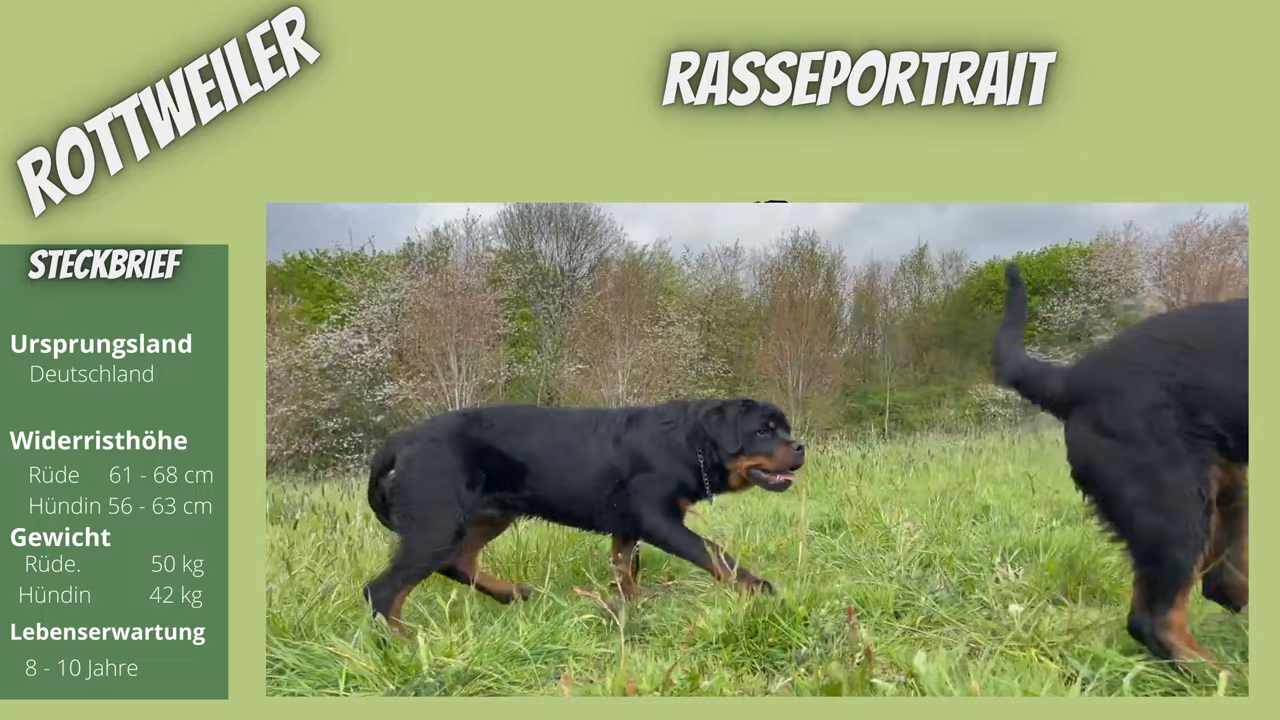 ROTTWEILER
RASSEPORTRAIT
STECKBRIEF
Ursprungsland
Deutschland
Widerristhöhe
Rüde 61 - 68 cm
Hündin 56 - 63 cm
Gewicht
Rüde. 50 kg
Hündin 42 kg
Lebenserwartung
8 - 10 Jahre